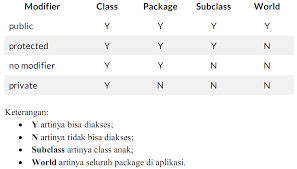 Modifier Class Package Subclass World
public Y Y Y Y
protected Y Y Y N
no modifier Y Y N N
private Y N N N
Keterangan:
• Y artinya bisa diakses;
• N artinya tidak bisa diakses;
• Subclass artinya class anak;
• World artinya seluruh package di aplikasi.